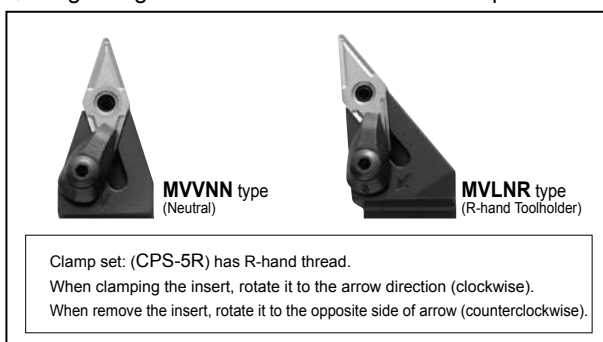 MVVNN type
(Neutral)
MVLNR type
(R-hand Toolholder)
Clamp set: (CPS-5R) has R-hand thread.
When clamping the insert, rotate it to the arrow direction (clockwise).
When remove the insert, rotate it to the opposite side of arrow (counterclockwise).